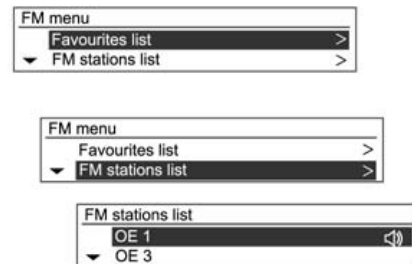 FM menu
Favourites list >
FM stations list >
FM menu
Favourites list >
FM stations list >
FM stations list
OE 1
OE 3